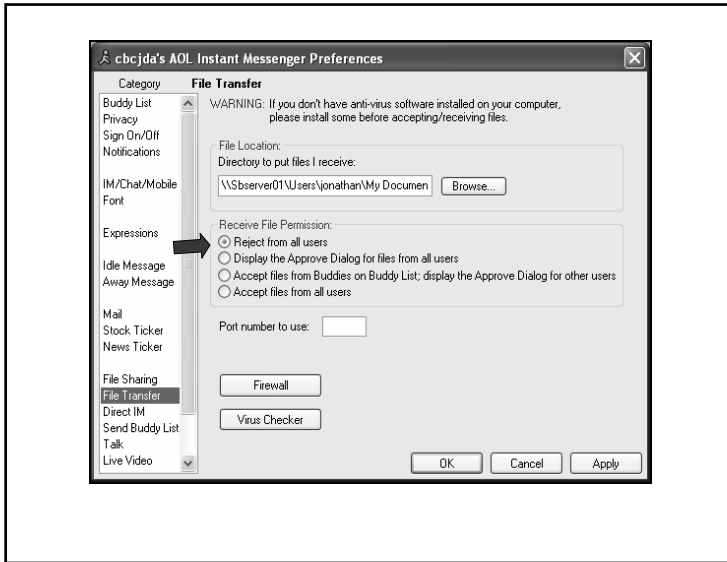 cbcjda's AOL Instant Messenger Preferences
Category
File Transfer
Buddy List
Privacy
Sign On/Off
Notifications
IM/Chat/Mobile
Font
Expressions
Idle Message
Away Message
Mail
Stock Ticker
News Ticker
File Sharing
File Transfer
Direct IM
Send Buddy List
Talk
Live Video
WARNING: If you don't have anti-virus software installed on your computer,
please install some before accepting/receiving files.
File Location:
Directory to put files I receive:
\\Sbserver01\Users\jonathan\My Documen
Browse...
Receive File Permission:
Reject from all users
Display the Approve Dialog for files from all users
Accept files from Buddies on Buddy List; display the Approve Dialog for other users
Accept files from all users
Port number to use:
Firewall
Virus Checker
OK
Cancel
Apply